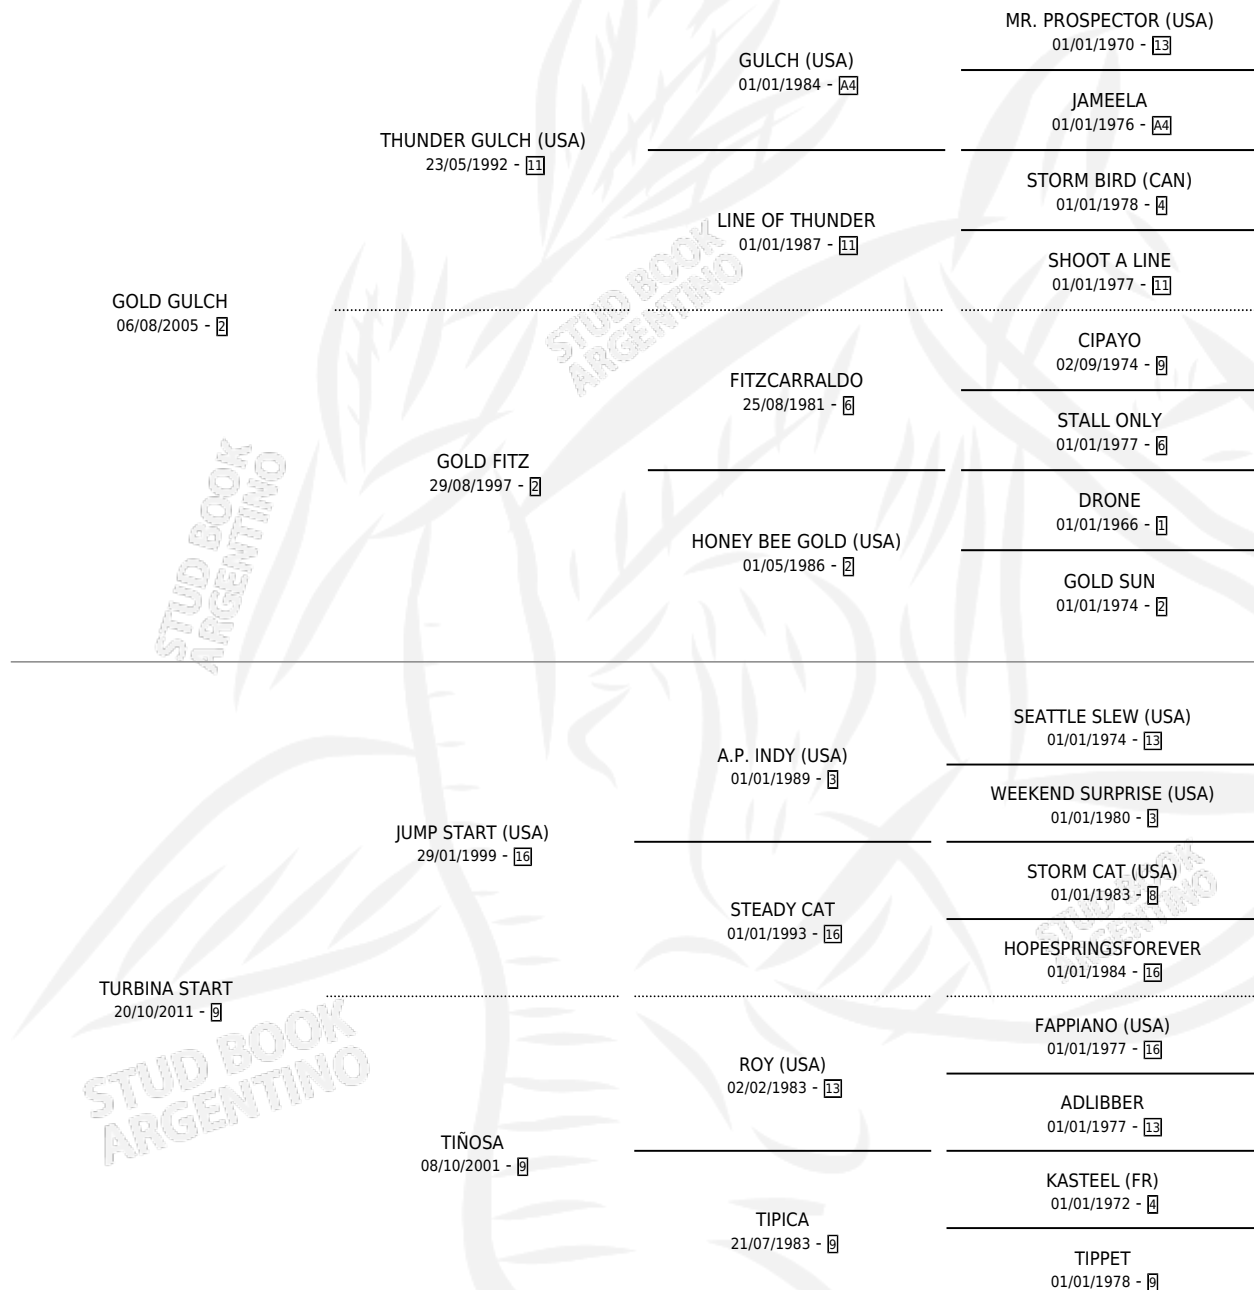 MR. PROSPECTOR (USA)
01/01/1970 - 13
GULCH (USA)
01/01/1984 - A4
JAMEELA
01/01/1976 - A4
THUNDER GULCH (USA)
23/05/1992 - 11
STORM BIRD (CAN)
01/01/1978 - 4
LINE OF THUNDER
01/01/1987 - 11
SHOOT A LINE
01/01/1977 - 11
GOLD GULCH
06/08/2005 - 2
CIPAYO
02/09/1974 - 9
FITZCARRALDO
25/08/1981 - 6
STALL ONLY
01/01/1977 - 6
GOLD FITZ
29/08/1997 - 2
DRONE
01/01/1966 - 1
HONEY BEE GOLD (USA)
01/05/1986 - 2
GOLD SUN
01/01/1974 - 2
STUD BOOK
ARGENTINO
STUD BOOK
ARGENTINO
SEATTLE SLEW (USA)
01/01/1974 - 13
A.P. INDY (USA)
01/01/1989 - 3
WEEKEND SURPRISE (USA)
01/01/1980 - 3
JUMP START (USA)
29/01/1999 - 16
STORM CAT (USA)
01/01/1983 - 8
STEADY CAT
01/01/1993 - 16
HOPESPRINGSFOREVER
01/01/1984 - 16
TURBINA START
20/10/2011 - 9
FAPPIANO (USA)
01/01/1977 - 16
ROY (USA)
02/02/1983 - 13
ADLIBBER
01/01/1977 - 13
TIÑOSA
08/10/2001 - 9
KASTEEL (FR)
01/01/1972 - 4
TIPICA
21/07/1983 - 9
TIPPET
01/01/1978 - 9
STUD BOOK
ARGENTINO
STUD BOOK
ARGENTINO